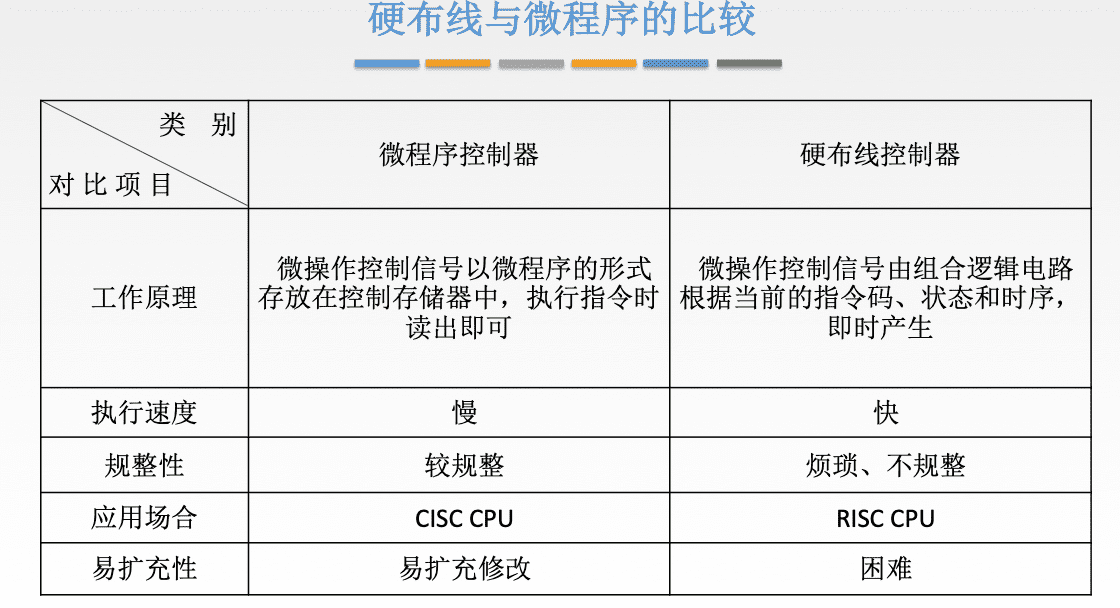 硬布线与微程序的比较
类 别
对比项目
微程序控制器
硬布线控制器
工作原理
微操作控制信号以微程序的形式
存放在控制存储器中，执行指令时
读出即可
微操作控制信号由组合逻辑电路
根据当前的指令码、状态和时序，
即时产生
执行速度
慢
快
规整性
较规整
烦琐、不规整
应用场合
CISC CPU
RISC CPU
易扩充性
易扩充修改
困难